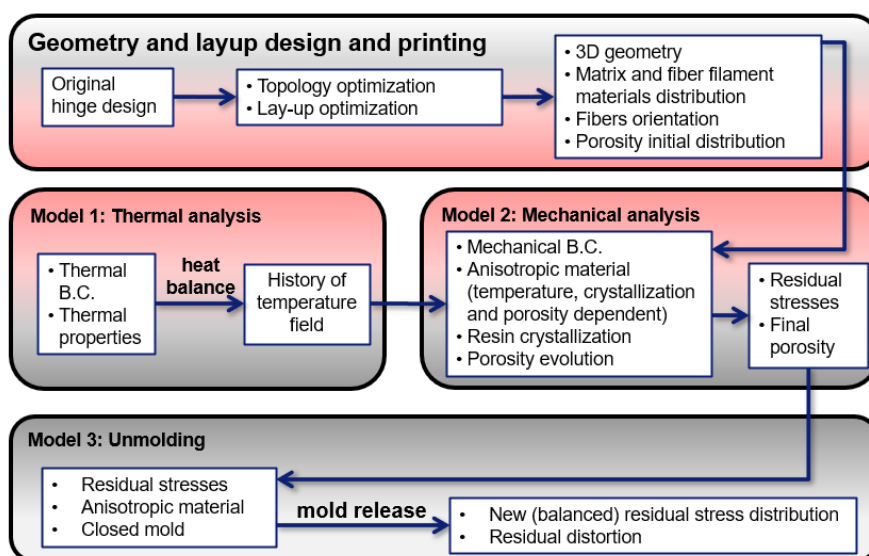 Geometry and layup design and printing
Original
hinge design
• Topology optimization
• Lay-up optimization
• 3D geometry
• Matrix and fiber filament
materials distribution
• Fibers orientation
• Porosity initial distribution
Model 1: Thermal analysis
• Thermal
B.C.
• Thermal
properties
heat
balance
History of
temperature
field
Model 2: Mechanical analysis
• Mechanical B.C.
• Anisotropic material
(temperature, crystallization
and porosity dependent)
• Resin crystallization
• Porosity evolution
• Residual
stresses
• Final
porosity
Model 3: Unmolding
• Residual stresses
• Anisotropic material
• Closed mold
mold release
• New (balanced) residual stress distribution
• Residual distortion